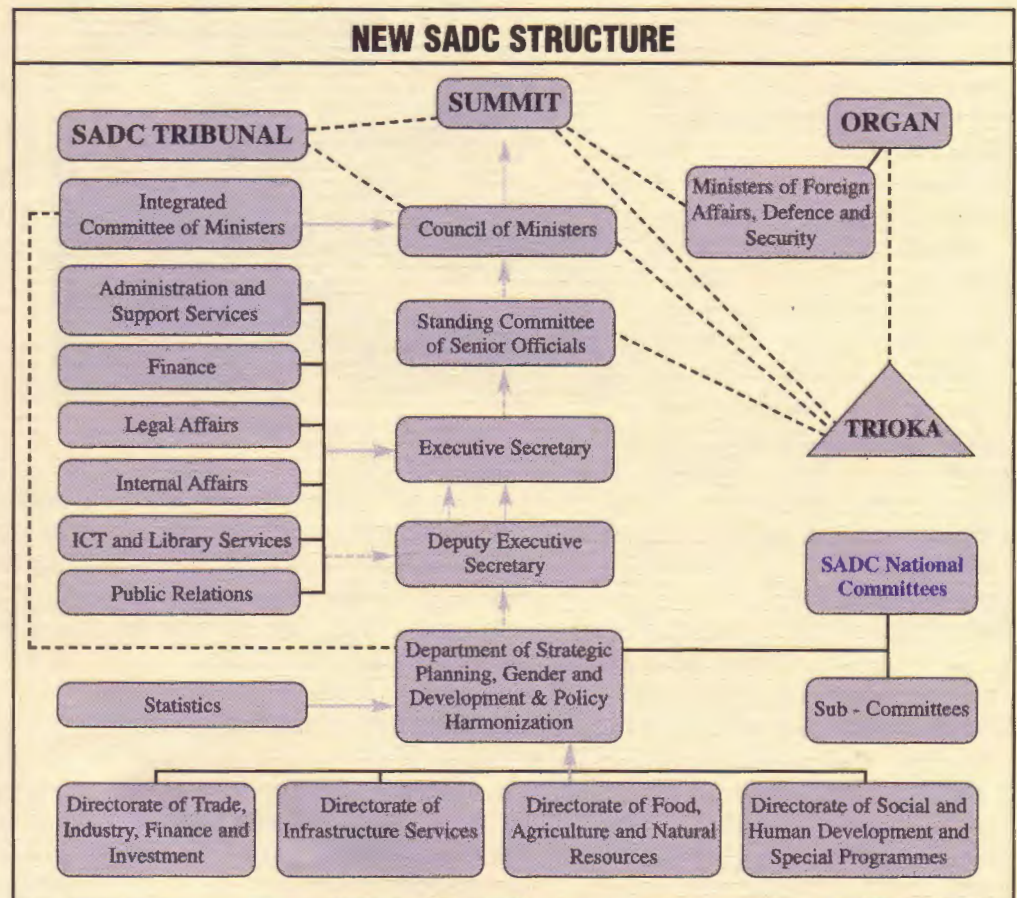 NEW SADC STRUCTURE
SUMMIT
SADC TRIBUNAL
ORGAN
Integrated
Committee of Ministers
Council of Ministers
Ministers of Foreign
Affairs, Defence and
Security
Administration and
Support Services
Standing Committee
of Senior Officials
Finance
Legal Affairs
Executive Secretary
TRIOKA
Internal Affairs
ICT and Library Services
Deputy Executive
Secretary
Public Relations
SADC National
Committees
Department of Strategic
Planning, Gender and
Development & Policy
Harmonization
Statistics
Sub - Committees
Directorate of Trade,
Industry, Finance and
Investment
Directorate of
Infrastructure Services
Directorate of Food,
Agriculture and Natural
Resources
Directorate of Social and
Human Development and
Special Programmes